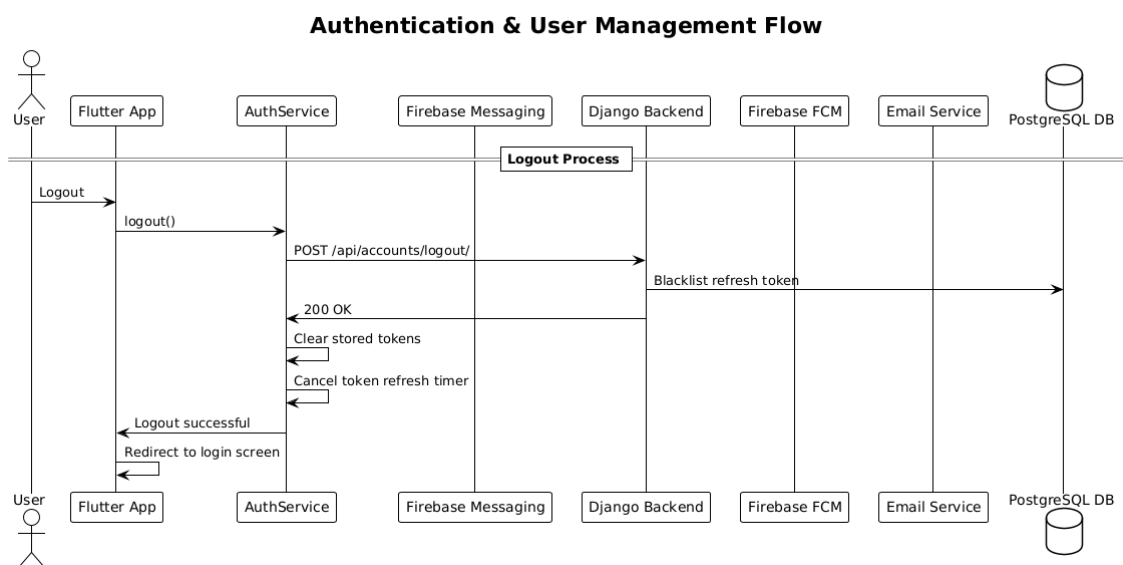 Authentication & User Management Flow
User
Flutter App
AuthService
Firebase Messaging
Django Backend
Firebase FCM
Email Service
PostgreSQL DB
Logout Process
Logout
logout()
POST /api/accounts/logout/
Blacklist refresh token
200 OK
Clear stored tokens
Cancel token refresh timer
Logout successful
Redirect to login screen
User
Flutter App
AuthService
Firebase Messaging
Django Backend
Firebase FCM
Email Service
PostgreSQL DB